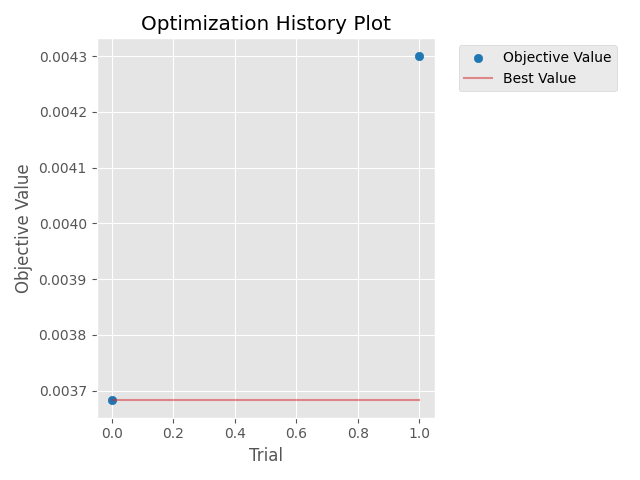 Optimization History Plot
Objective Value
Best Value
0.0043
0.0042
0.0041
0.0040
0.0039
0.0038
0.0037
Objective Value
0.0 0.2 0.4 0.6 0.8 1.0
Trial